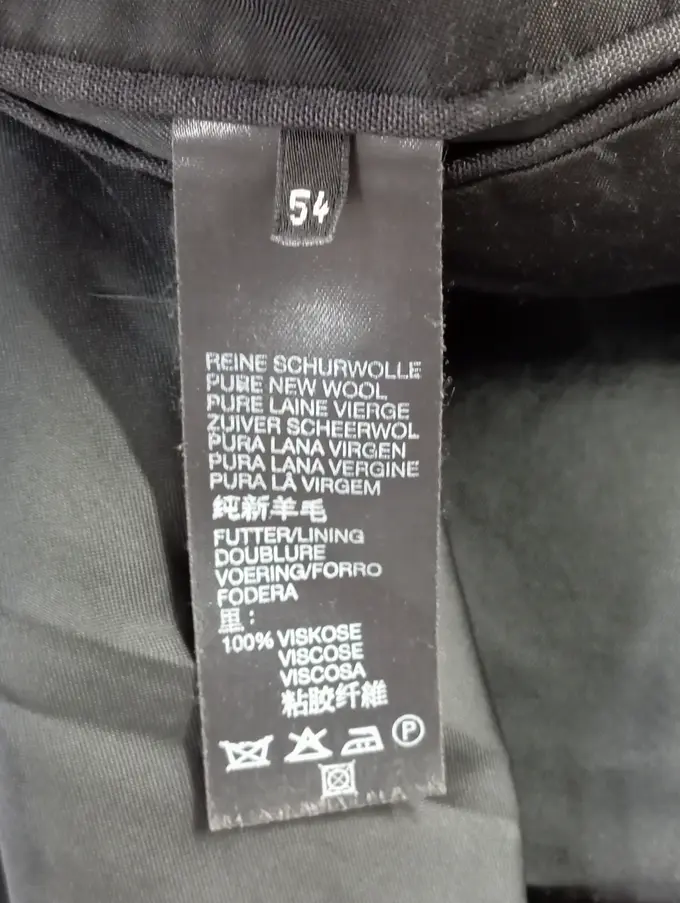 54
REINE SCHURWOLLE
PURE NEW WOOL
PURE LAINE VIERGE
ZUIVER SCHEERWOL
PURA LANA VIRGEN
PURA LANA VERGINE
PURA LÃ VIRGEM
纯新羊毛
FUTTER/LINING
DOUBLURE
VOERING/FORRO
FODERA
里:
100% VISKOSE
VISCOSE
VISCOSA
粘胶纤維
P